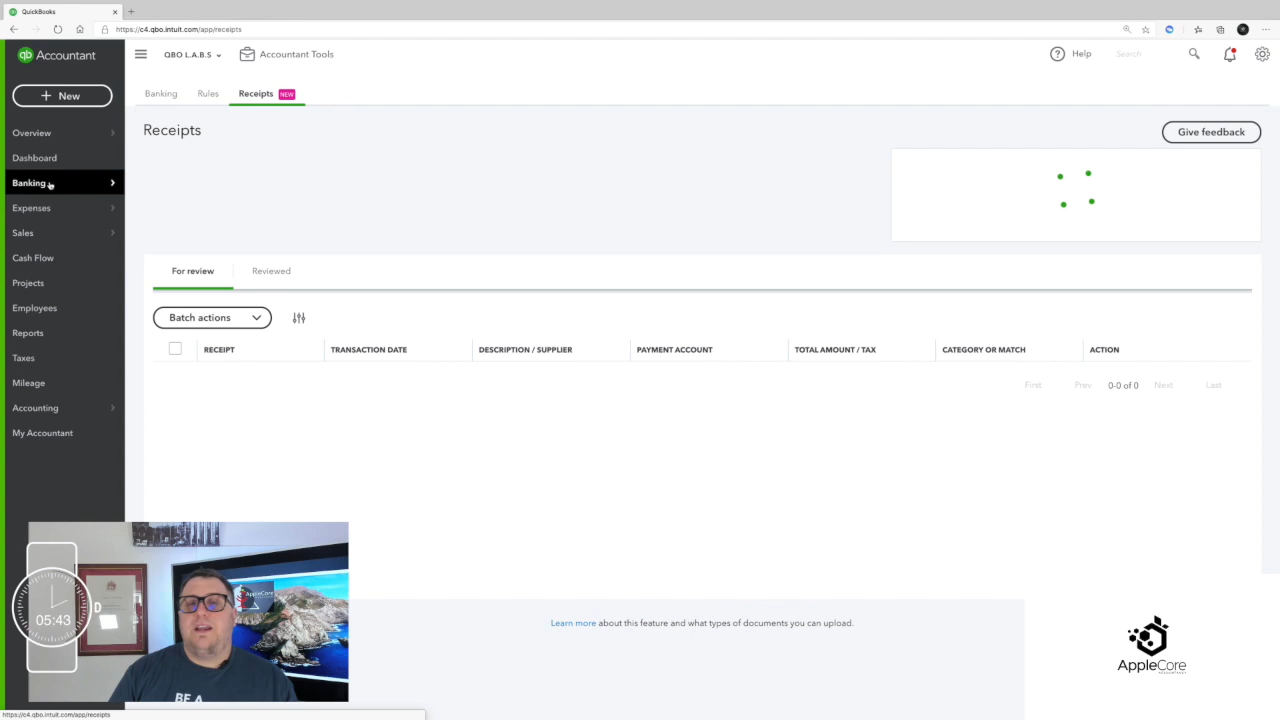 QuickBooks
https://c4.qbo.intuit.com/app/receipts
qb Accountant
QBO L.A.B.S
Accountant Tools
Help
Search
+ New
Banking
Rules
Receipts NEW
Receipts
Give feedback
Overview
Dashboard
Banking
Expenses
Sales
Cash Flow
Projects
Employees
Reports
Taxes
Mileage
Accounting
My Accountant
For review
Reviewed
Batch actions
RECEIPT
TRANSACTION DATE
DESCRIPTION / SUPPLIER
PAYMENT ACCOUNT
TOTAL AMOUNT / TAX
CATEGORY OR MATCH
ACTION
First
Prev
0-0 of 0
Next
Last
Learn more about this feature and what types of documents you can upload.
AppleCore
D
05:43
BE A
AppleCore
https://c4.qbo.intuit.com/app/receipts